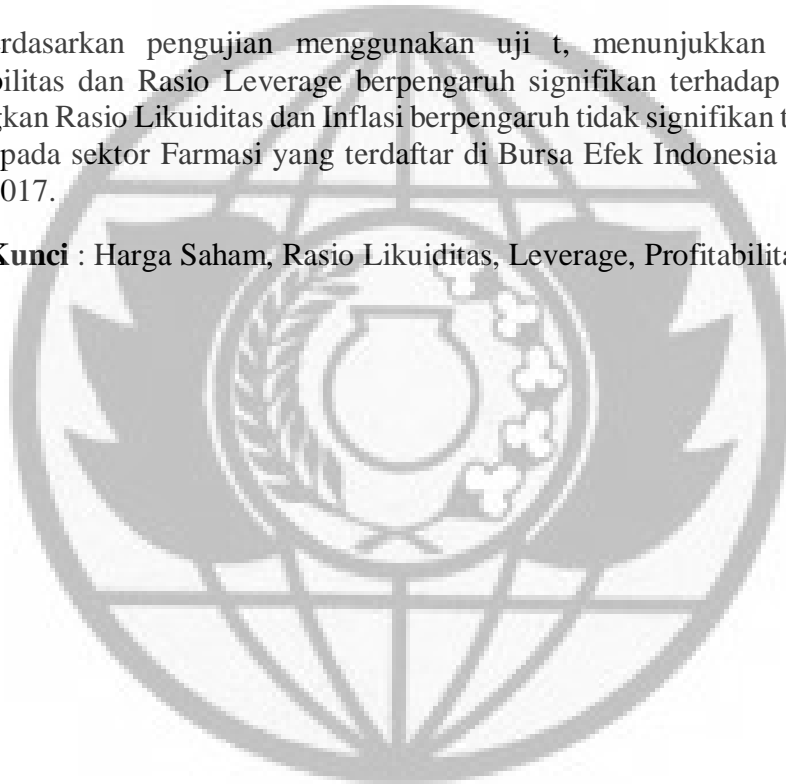 rdasarkan pengujian menggunakan uji t, menunjukkan
bilitas dan Rasio Leverage berpengaruh signifikan terhadap
gkan Rasio Likuiditas dan Inflasi berpengaruh tidak signifikan t
pada sektor Farmasi yang terdaftar di Bursa Efek Indonesia
017.
Kunci : Harga Saham, Rasio Likuiditas, Leverage, Profitabilita